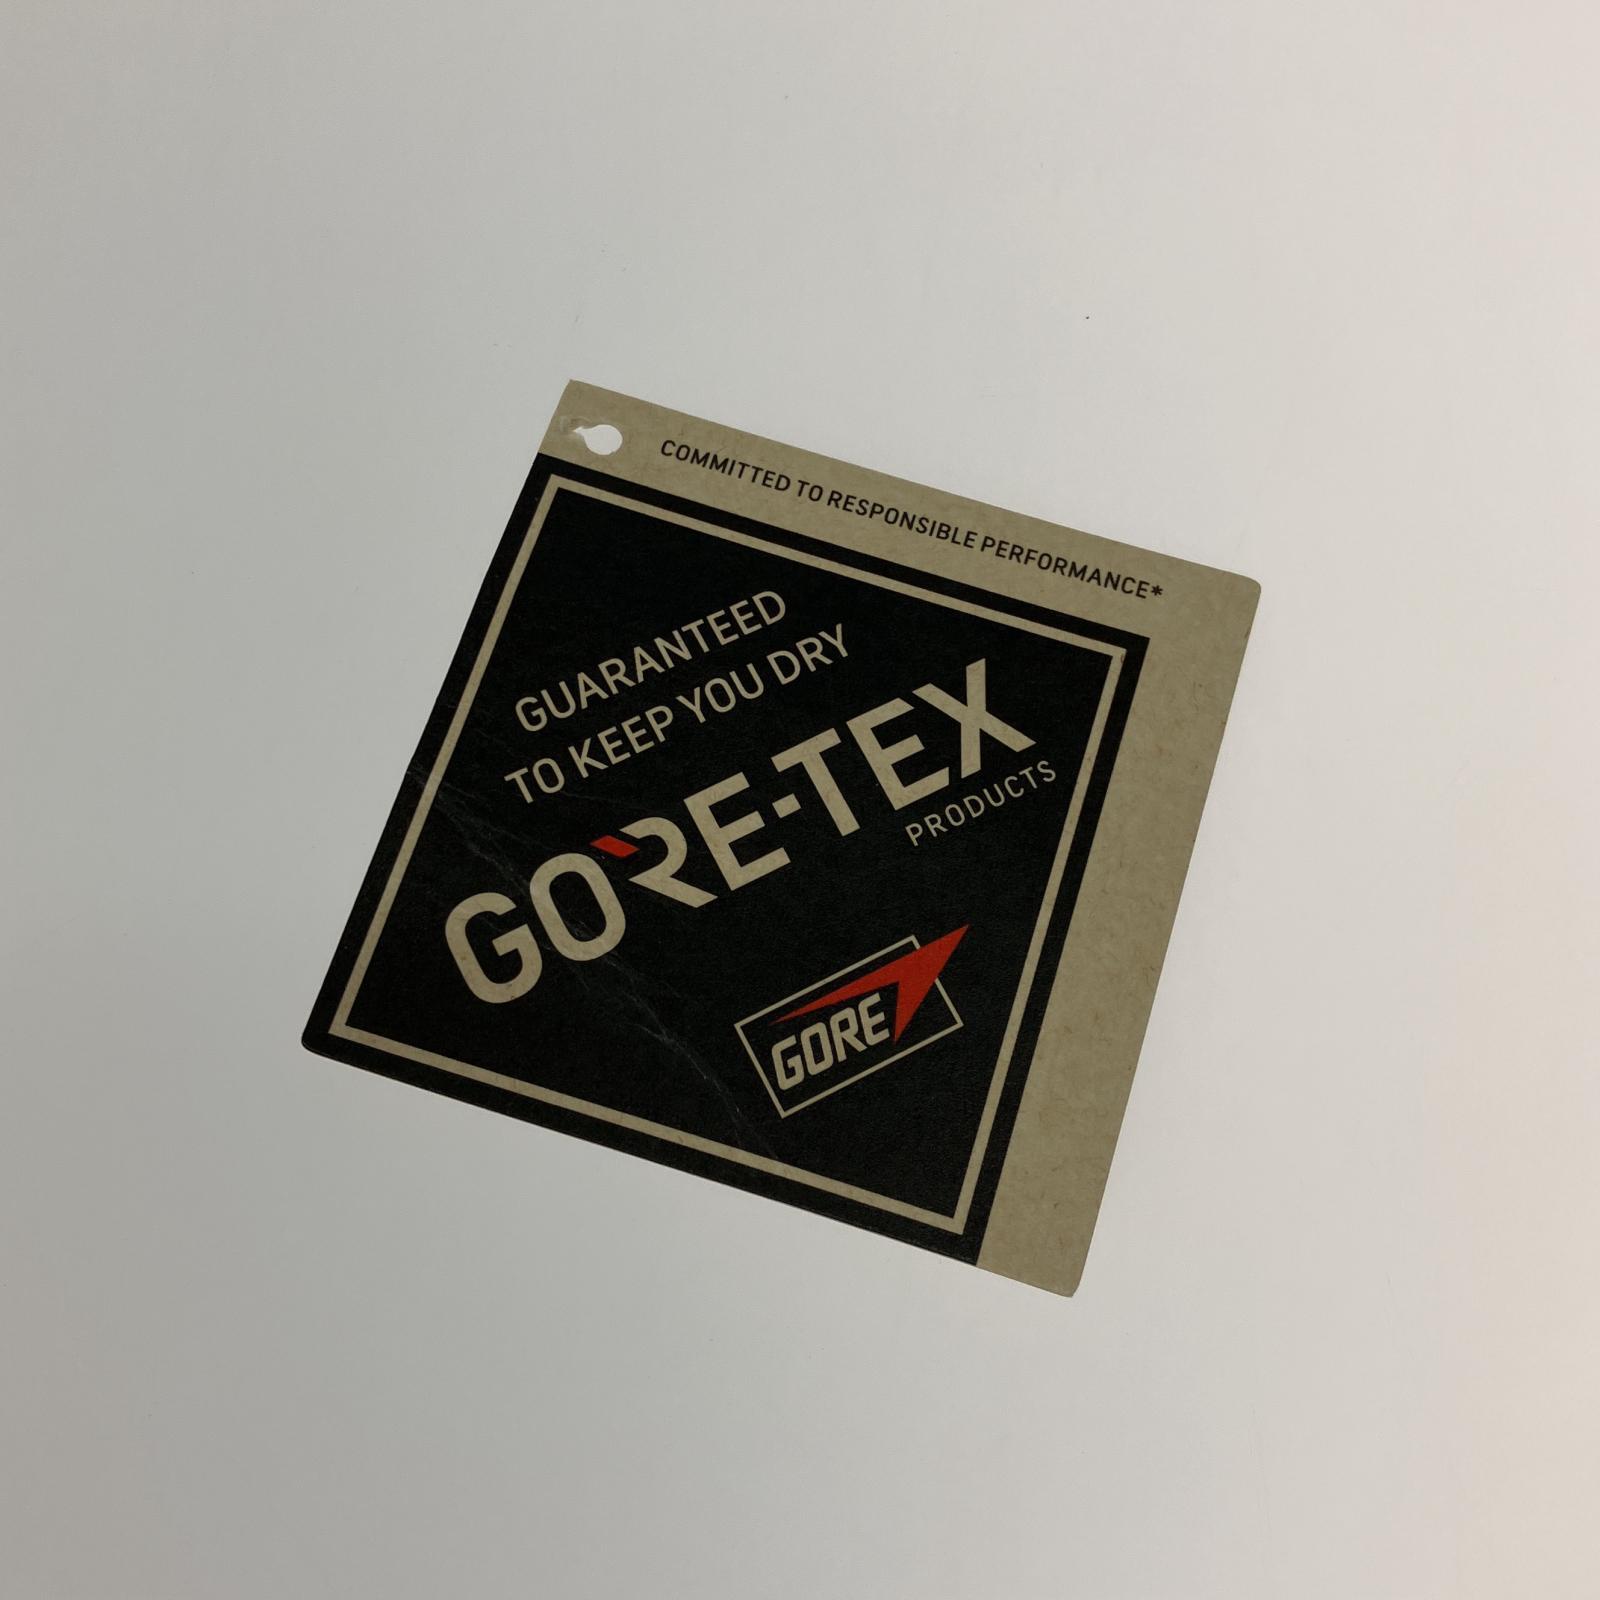 COMMITTED TO RESPONSIBLE PERFORMANCE*
GUARANTEED
TO KEEP YOU DRY
GORE-TEX
PRODUCTS
GORE